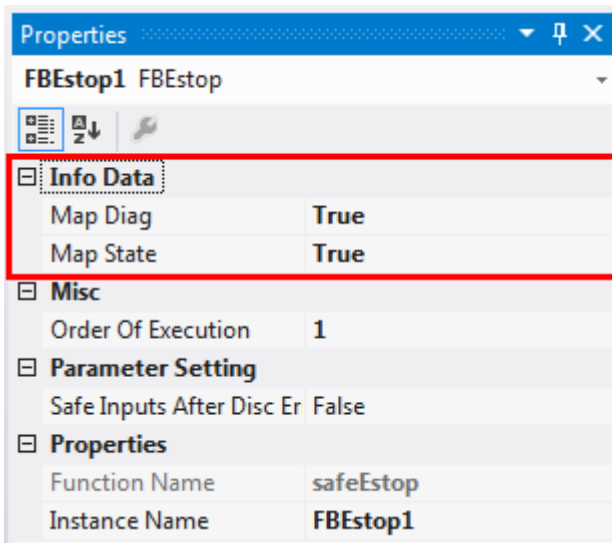 Properties
FBEstop1 FBEstop
Info Data
Map Diag True
Map State True
Misc
Order Of Execution 1
Parameter Setting
Safe Inputs After Disc Er False
Properties
Function Name safeEstop
Instance Name FBEstop1